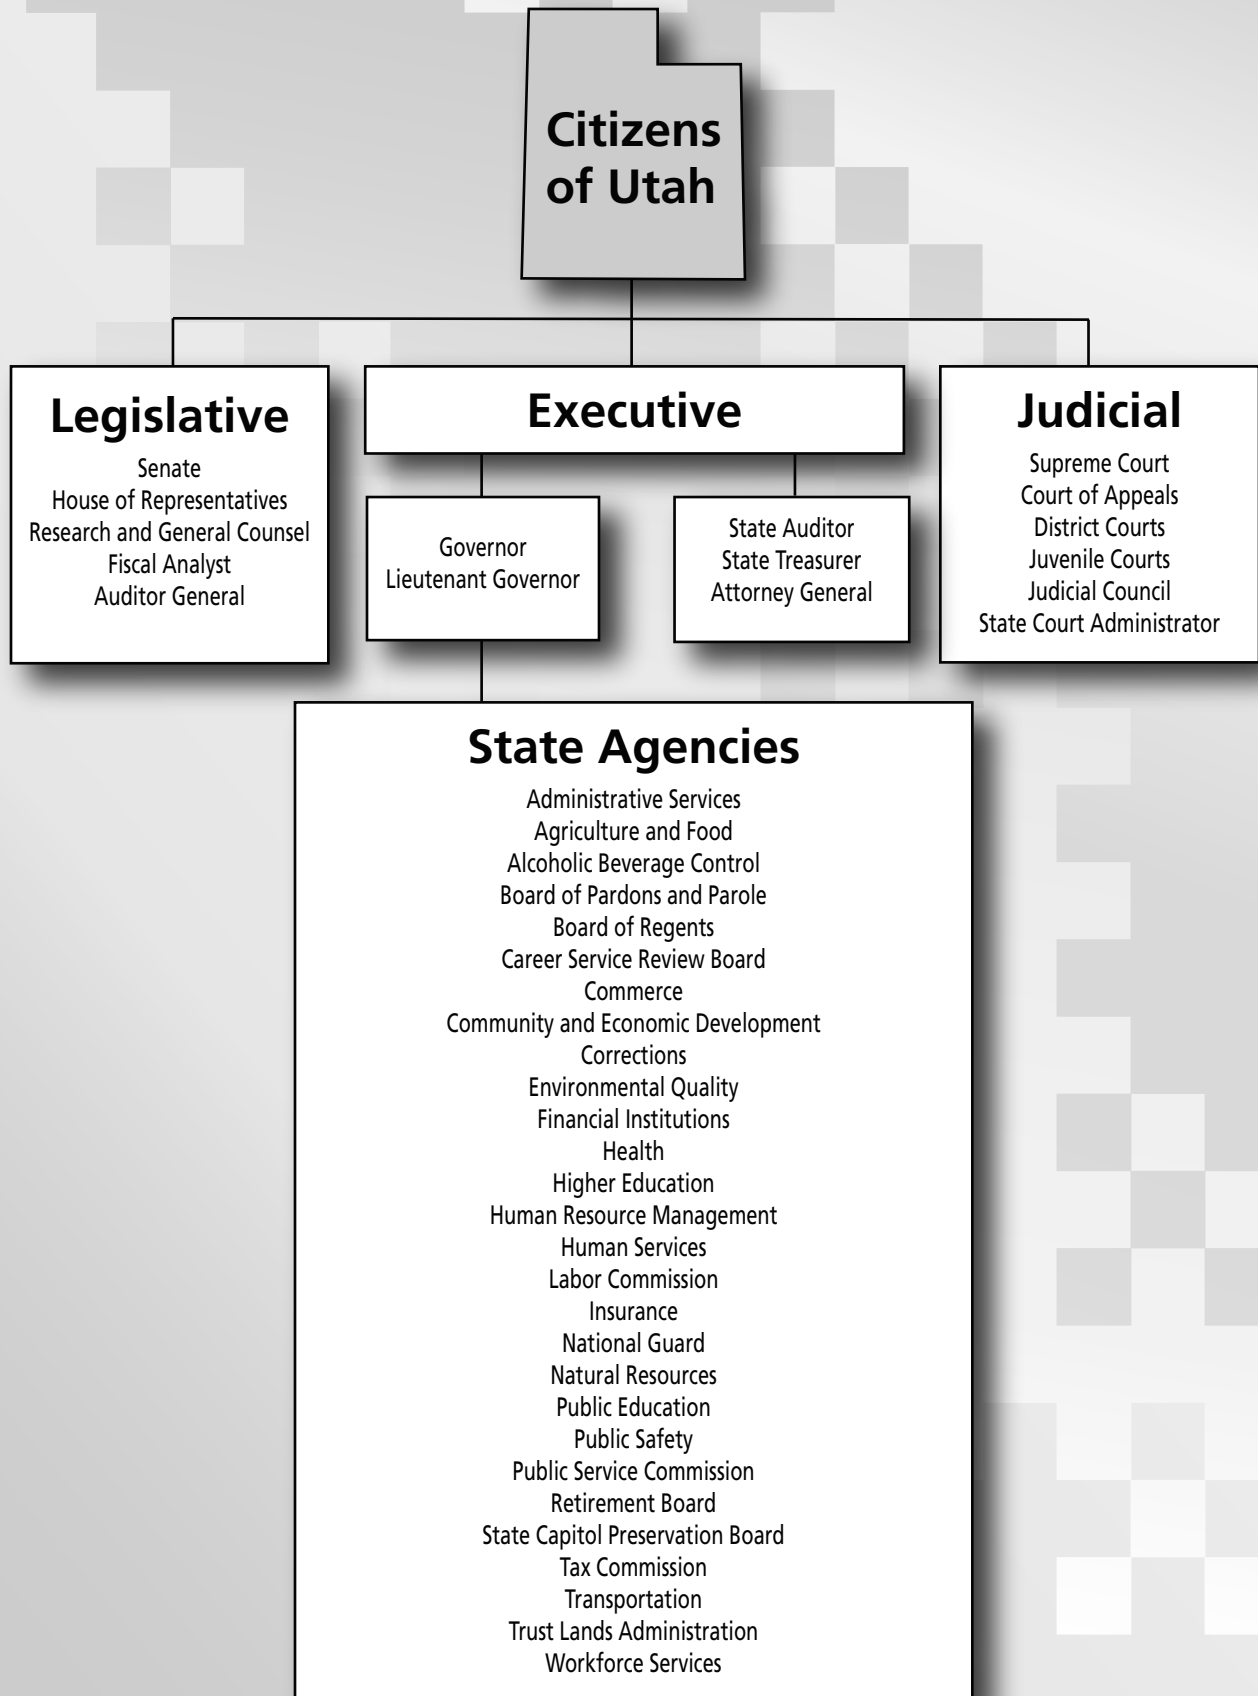 Citizens
of Utah
Legislative
Senate
House of Representatives
Research and General Counsel
Fiscal Analyst
Auditor General
Executive
Governor
Lieutenant Governor
State Auditor
State Treasurer
Attorney General
Judicial
Supreme Court
Court of Appeals
District Courts
Juvenile Courts
Judicial Council
State Court Administrator
State Agencies
Administrative Services
Agriculture and Food
Alcoholic Beverage Control
Board of Pardons and Parole
Board of Regents
Career Service Review Board
Commerce
Community and Economic Development
Corrections
Environmental Quality
Financial Institutions
Health
Higher Education
Human Resource Management
Human Services
Labor Commission
Insurance
National Guard
Natural Resources
Public Education
Public Safety
Public Service Commission
Retirement Board
State Capitol Preservation Board
Tax Commission
Transportation
Trust Lands Administration
Workforce Services